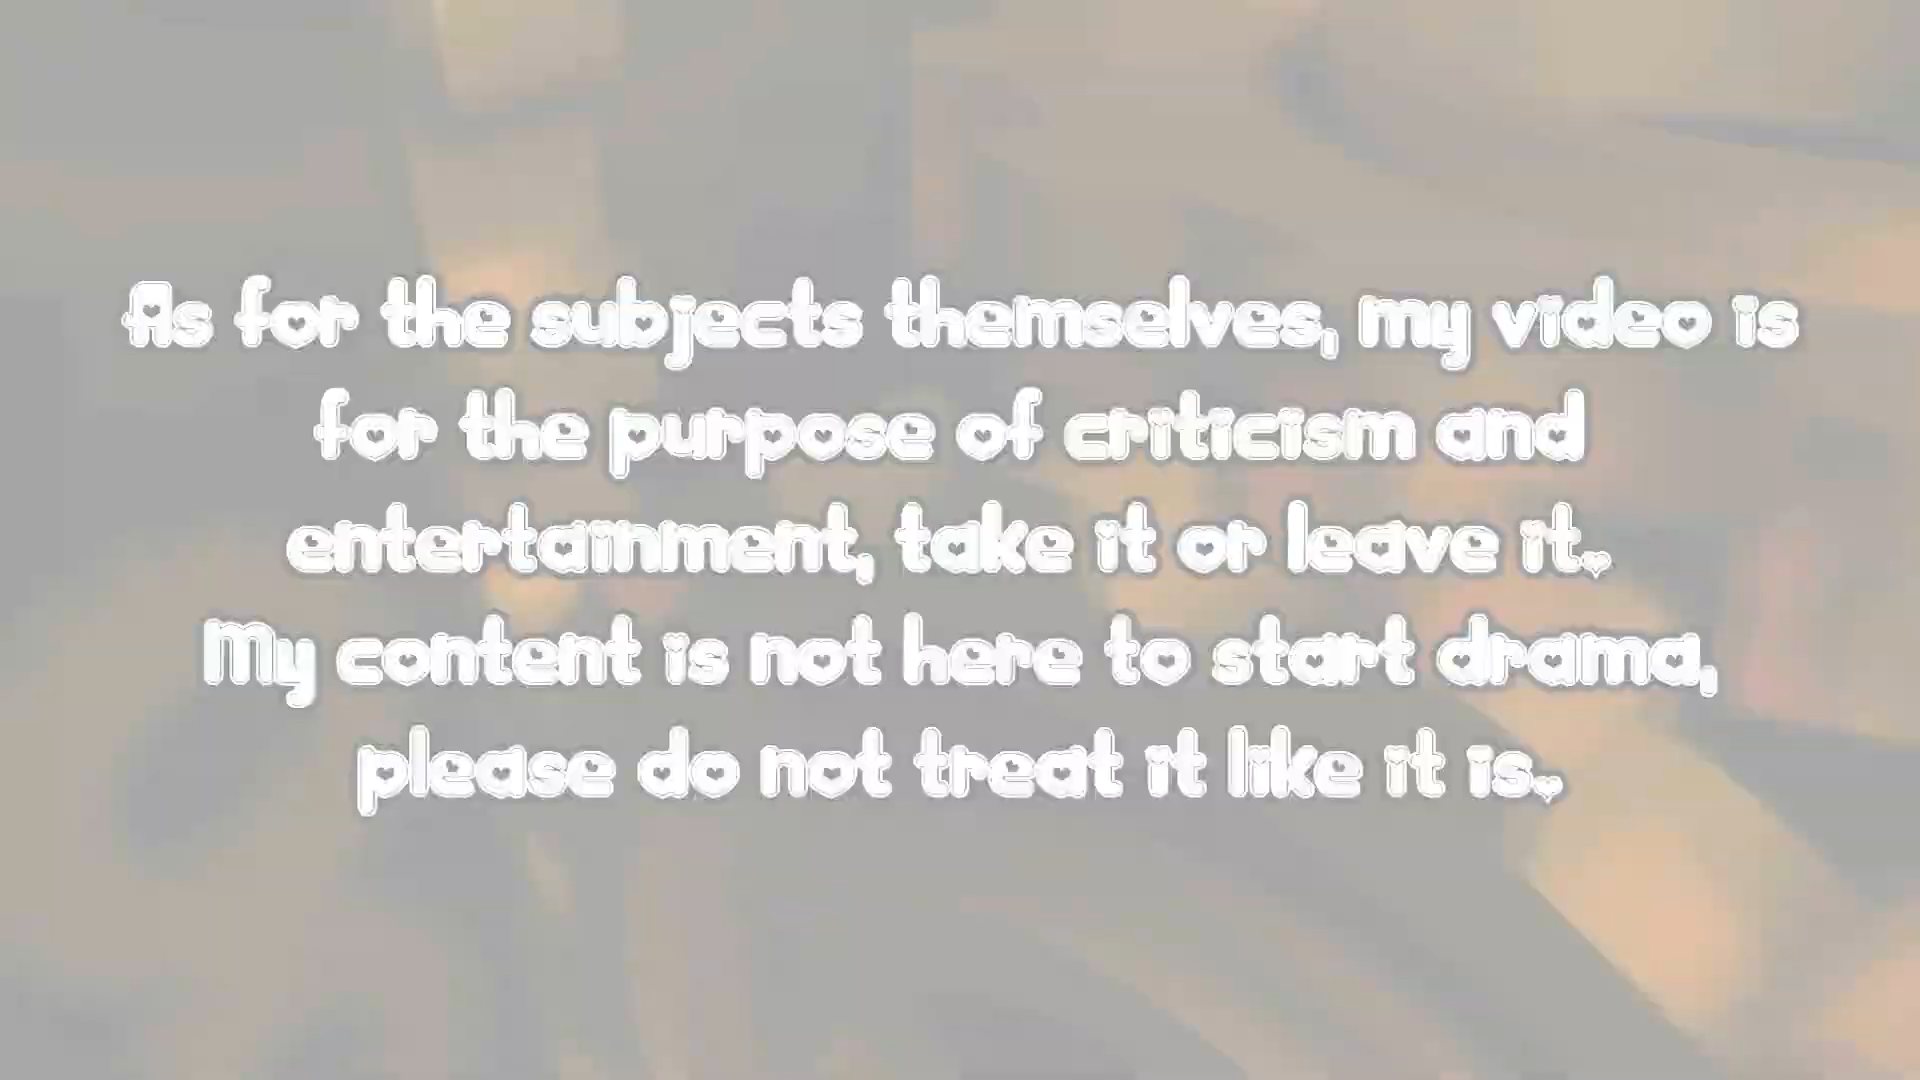 As for the subjects themselves, my video is
for the purpose of criticism and
entertainment, take it or leave it.
My content is not here to start drama,
please do not treat it like it is.